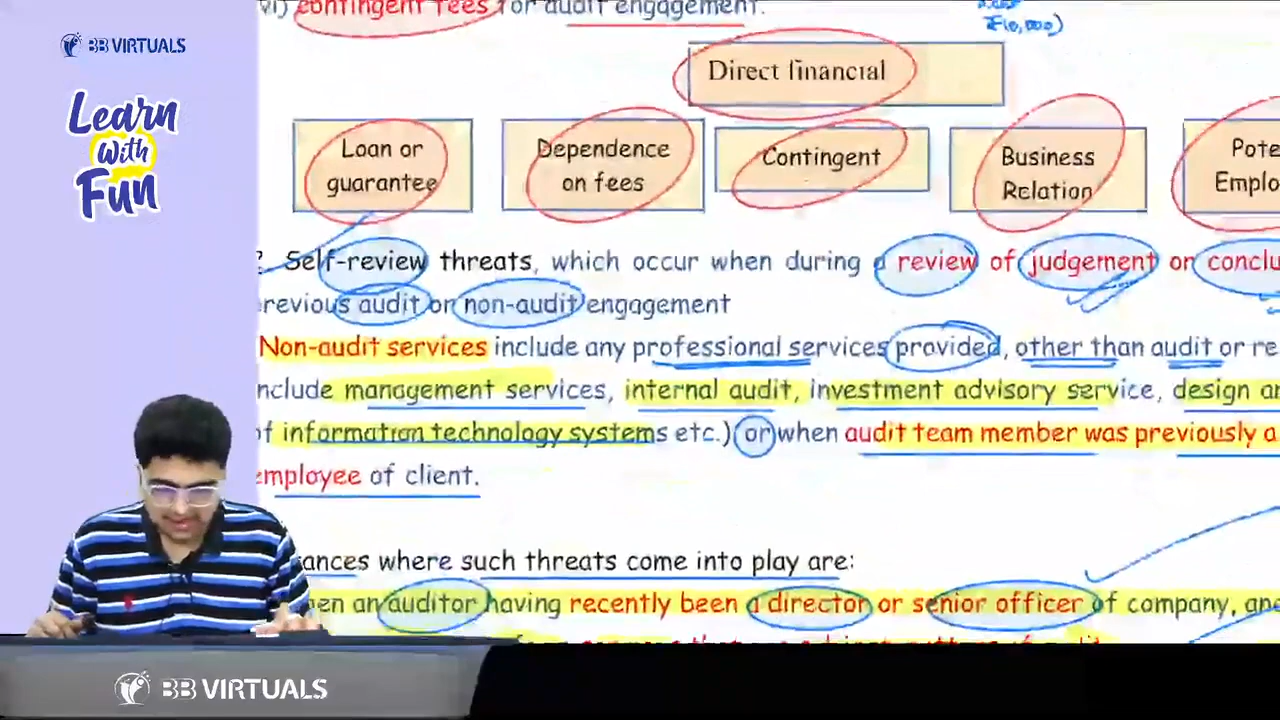 BB VIRTUALS
Learn
With
Fun
contingent fees for audit engagement.
₹10,000)
Direct financial
Loan or
guarantee
Dependence
on fees
Contingent
Business
Relation
Pote
Emplo
Self-review threats, which occur when during a review of judgement or conclu
revious audit or non-audit engagement
Non-audit services include any professional services provided, other than audit or re
nclude management services, internal audit, investment advisory service, design an
f information technology systems etc.) or when audit team member was previously a
employee of client.
tances where such threats come into play are:
en an auditor having recently been a director or senior officer of company, and
BB VIRTUALS